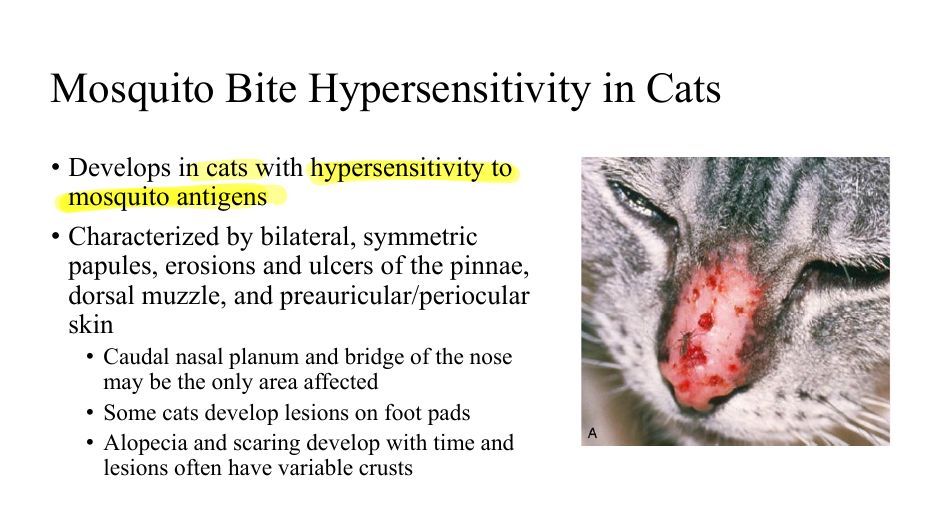 Mosquito Bite Hypersensitivity in Cats
• Develops in cats with hypersensitivity to
mosquito antigens
• Characterized by bilateral, symmetric
papules, erosions and ulcers of the pinnae,
dorsal muzzle, and preauricular/periocular
skin
• Caudal nasal planum and bridge of the nose
may be the only area affected
• Some cats develop lesions on foot pads
• Alopecia and scaring develop with time and
lesions often have variable crusts
A